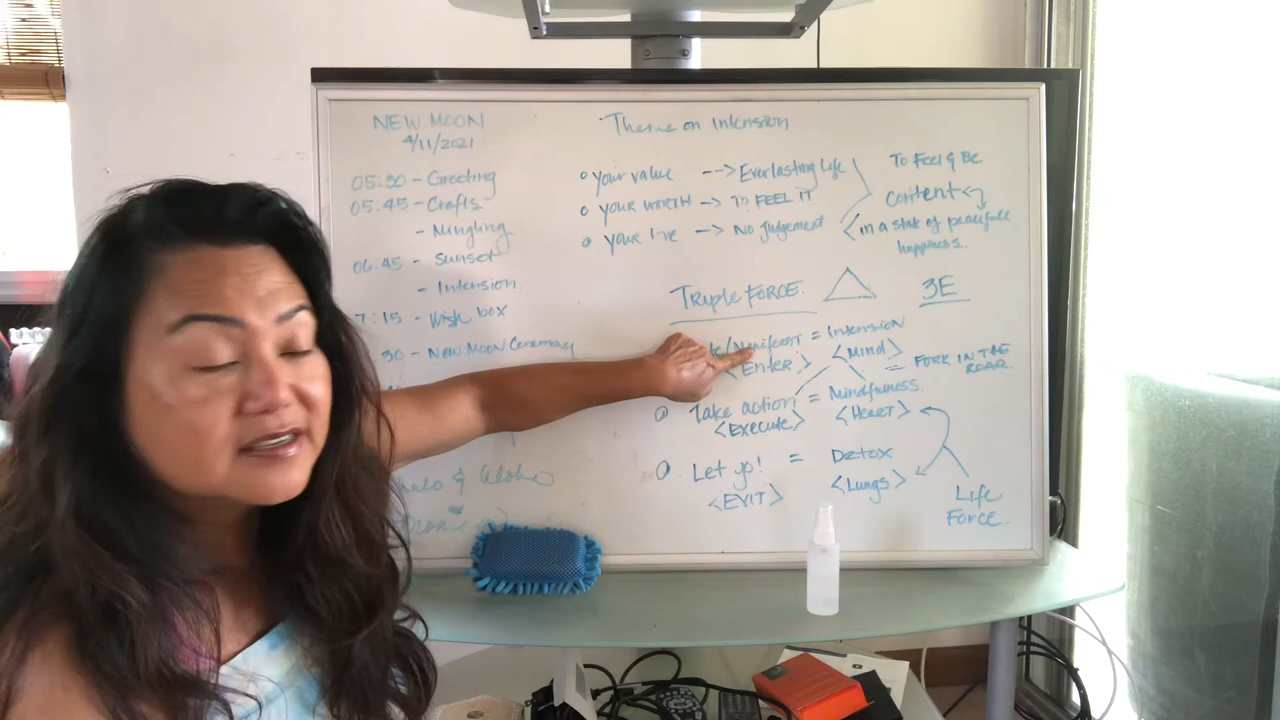 NEW MOON
4/11/2021
05:30 - Greeting
05:45 - Crafts
- Mingling
06:45 - Sunset
- Intension
7:15 - Wish box
30 - New Moon Ceremony
& Aloha
Theme on Intension
your value --> Everlasting Life
your worth --> TO FEEL IT
your --> No Judgement
To Feel & Be
content
in a state of peacefull
happiness.
Triple FORCE.
3E
/Manifest = Intension
<Enter> <Mind>
= FORK IN THE
ROAD.
Take action = Mindfulness.
<Execute> <Heart>
Let go! = Detox
<EXIT> <Lungs>
Life
Force.